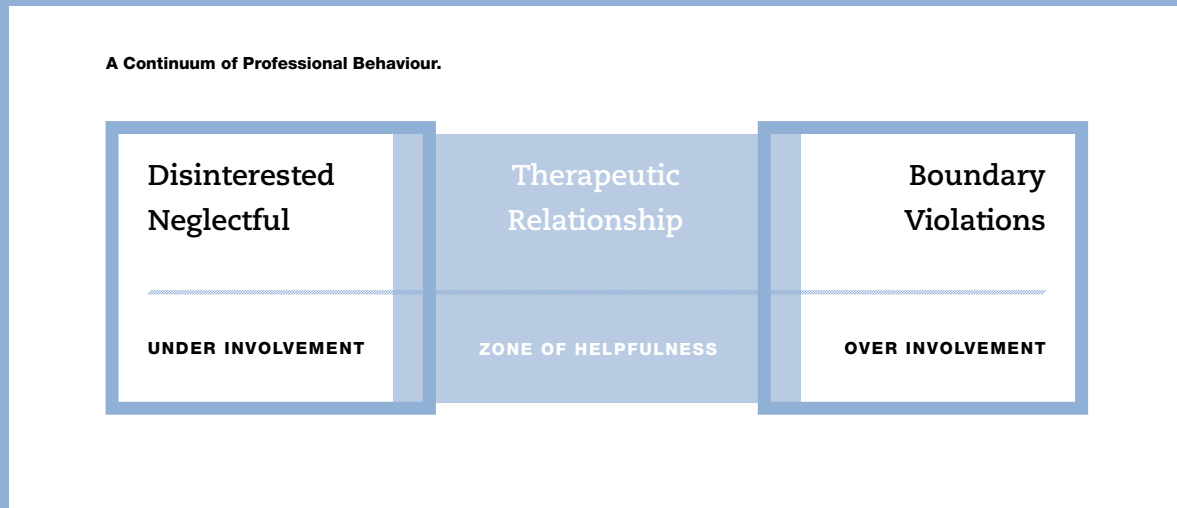 A Continuum of Professional Behaviour.
Disinterested
Neglectful
Therapeutic
Relationship
Boundary
Violations
UNDER INVOLVEMENT
ZONE OF HELPFULNESS
OVER INVOLVEMENT